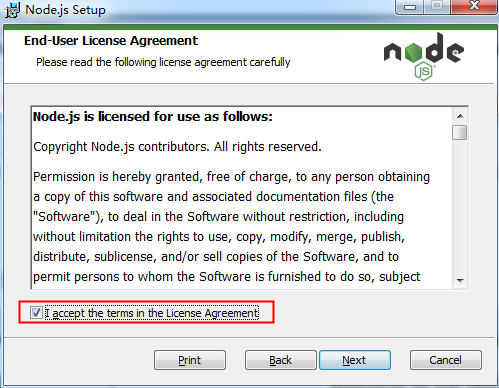 Node.js Setup
End-User License Agreement
Please read the following license agreement carefully
node
JS
Node.js is licensed for use as follows:
Copyright Node.js contributors. All rights reserved.
Permission is hereby granted, free of charge, to any person obtaining
a copy of this software and associated documentation files (the
"Software"), to deal in the Software without restriction, including
without limitation the rights to use, copy, modify, merge, publish,
distribute, sublicense, and/or sell copies of the Software, and to
permit persons to whom the Software is furnished to do so, subject
I accept the terms in the License Agreement
Print Back Next Cancel